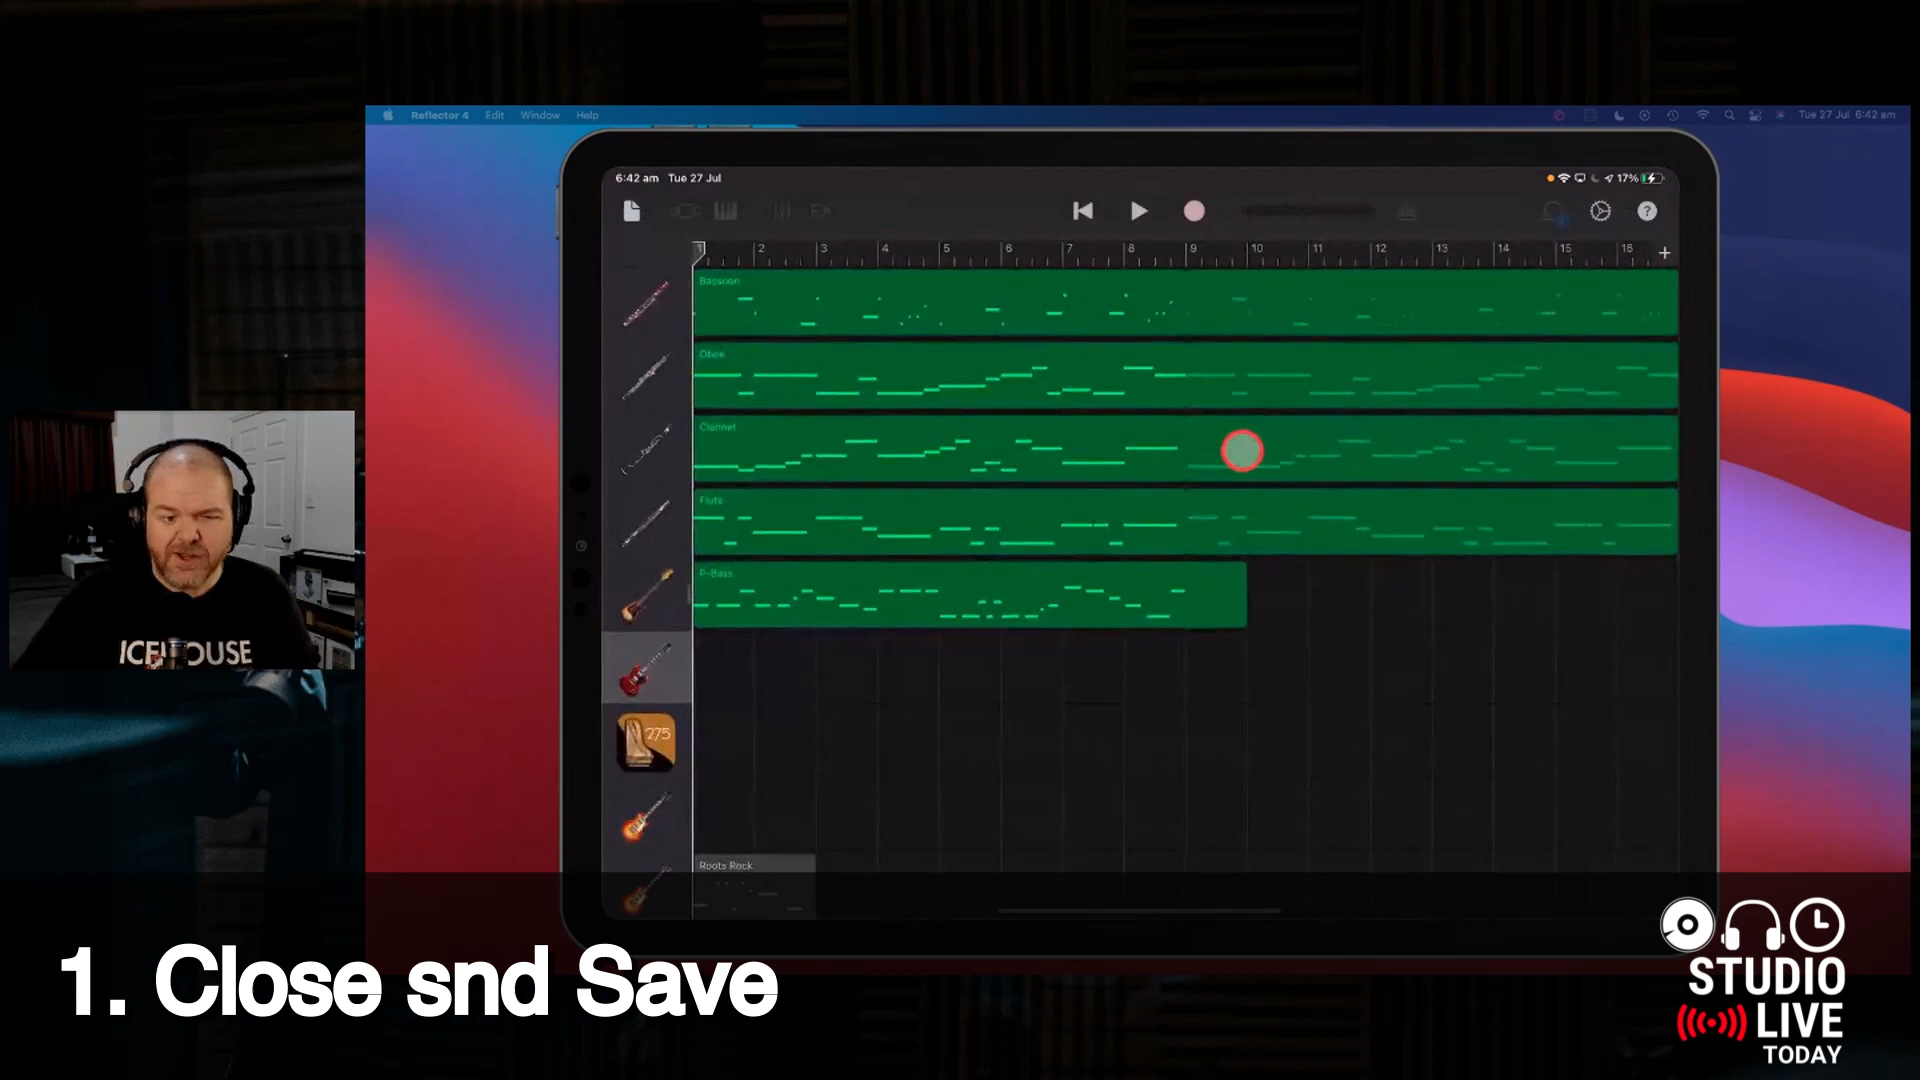 Reflector 4 Edit Window Help
Tue 27 Jul 6:42 am
6:42 am Tue 27 Jul
17%
?
1 2 3 4 5 6 7 8 9 10 11 12 13 14 15 16
+
Bassoon
Oboe
Clarinet
Flute
P-Bass
275
Roots Rock
ICEHOUSE
1. Close snd Save
STUDIO
LIVE
TODAY